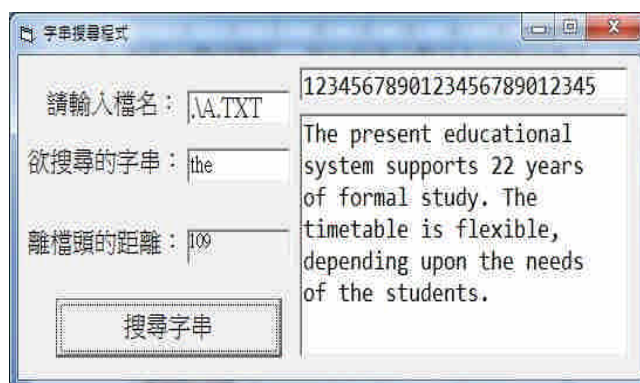 字串搜尋程式
請輸入檔名： .\A.TXT
欲搜尋的字串： the
離檔頭的距離： 109
搜尋字串
1234567890123456789012345
The present educational
system supports 22 years
of formal study. The
timetable is flexible,
depending upon the needs
of the students.